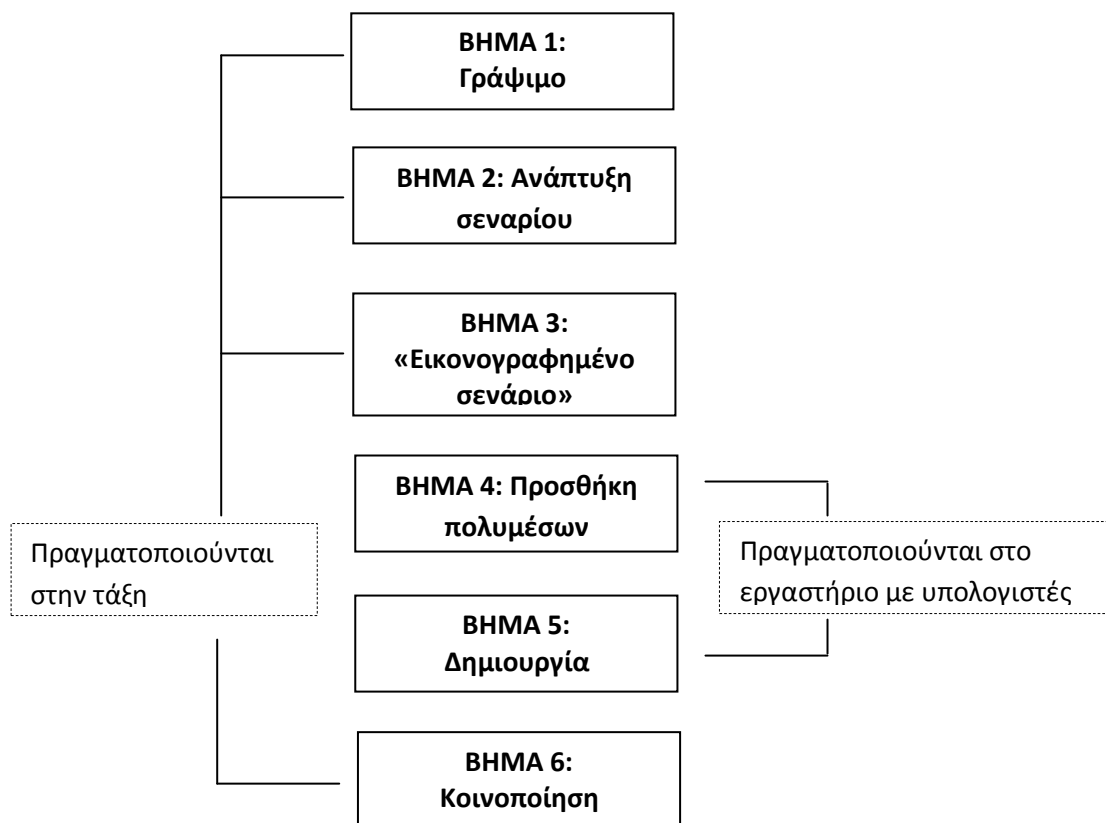 ΒΗΜΑ 1:
Γράψιμο
ΒΗΜΑ 2: Ανάπτυξη
σεναρίου
ΒΗΜΑ 3:
«Εικονογραφημένο
σενάριο»
ΒΗΜΑ 4: Προσθήκη
πολυμέσων
Πραγματοποιούνται
στην τάξη
Πραγματοποιούνται στο
εργαστήριο με υπολογιστές
ΒΗΜΑ 5:
Δημιουργία
ΒΗΜΑ 6:
Κοινοποίηση